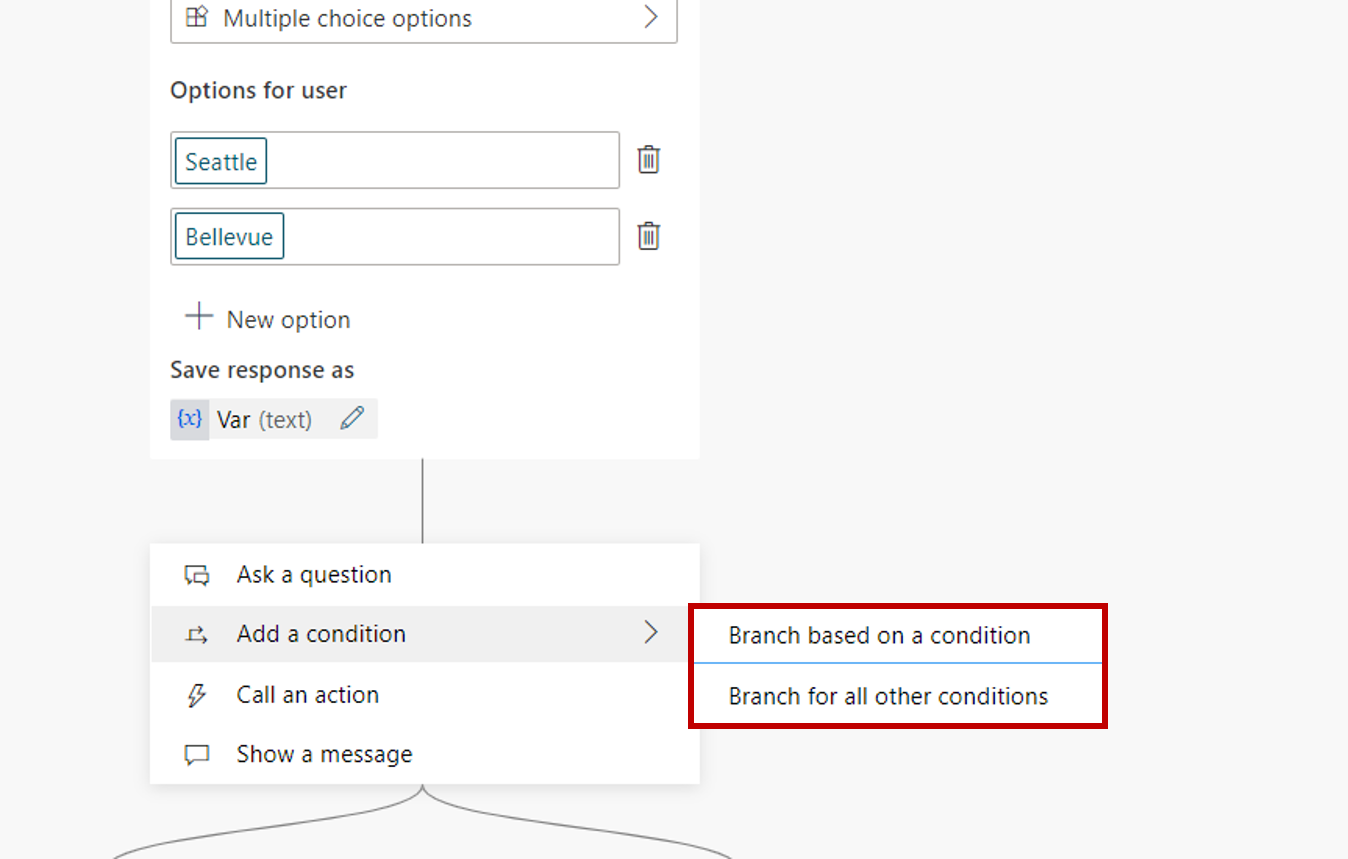 Multiple choice options
Options for user
Seattle
Bellevue
New option
Save response as
{x} Var (text)
Ask a question
Add a condition
Branch based on a condition
Call an action
Branch for all other conditions
Show a message